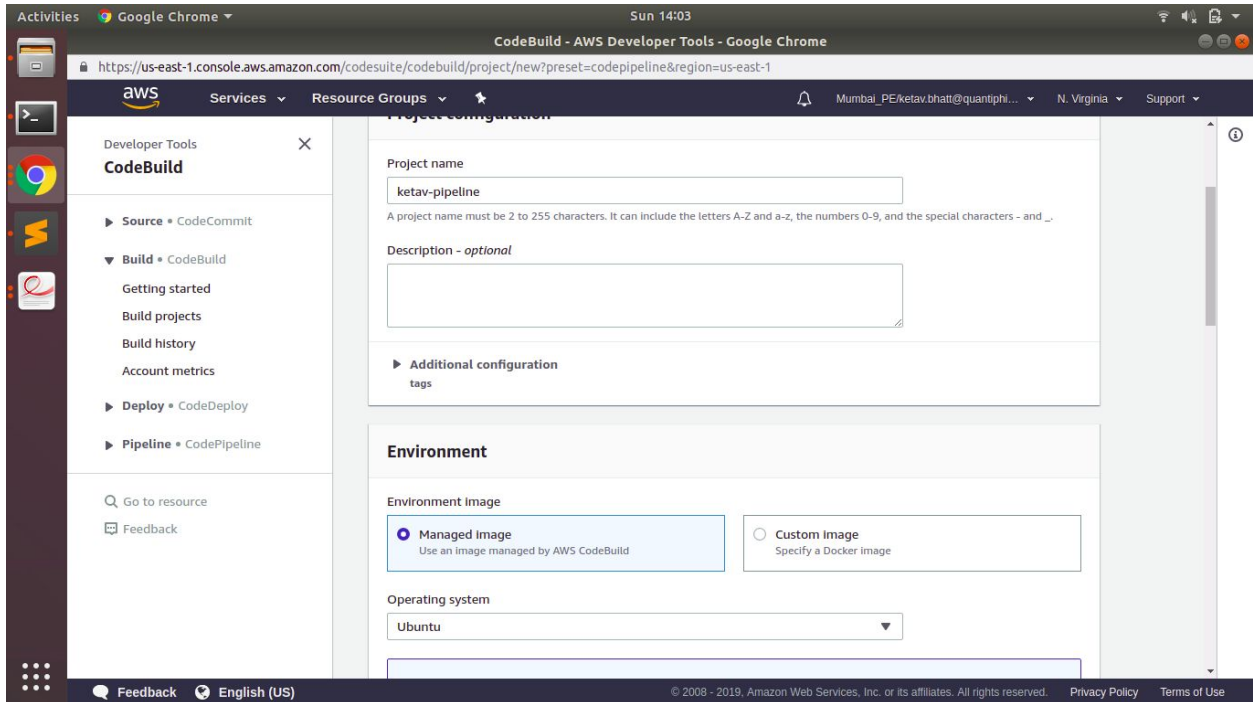 Activities Google Chrome Sun 14:03
CodeBuild - AWS Developer Tools - Google Chrome
https://us-east-1.console.aws.amazon.com/codesuite/codebuild/project/new?preset=codepipeline&region=us-east-1
aws Services Resource Groups Mumbai_PE/ketav.bhatt@quantiphi... N. Virginia Support
Developer Tools
CodeBuild
Source • CodeCommit
Build • CodeBuild
Getting started
Build projects
Build history
Account metrics
Deploy • CodeDeploy
Pipeline • CodePipeline
Go to resource
Feedback
Project configuration
Project name
ketav-pipeline
A project name must be 2 to 255 characters. It can include the letters A-Z and a-z, the numbers 0-9, and the special characters - and _.
Description - optional
Additional configuration
tags
Environment
Environment image
Managed image
Use an image managed by AWS CodeBuild
Custom image
Specify a Docker image
Operating system
Ubuntu
Feedback English (US) © 2008 - 2019, Amazon Web Services, Inc. or its affiliates. All rights reserved. Privacy Policy Terms of Use